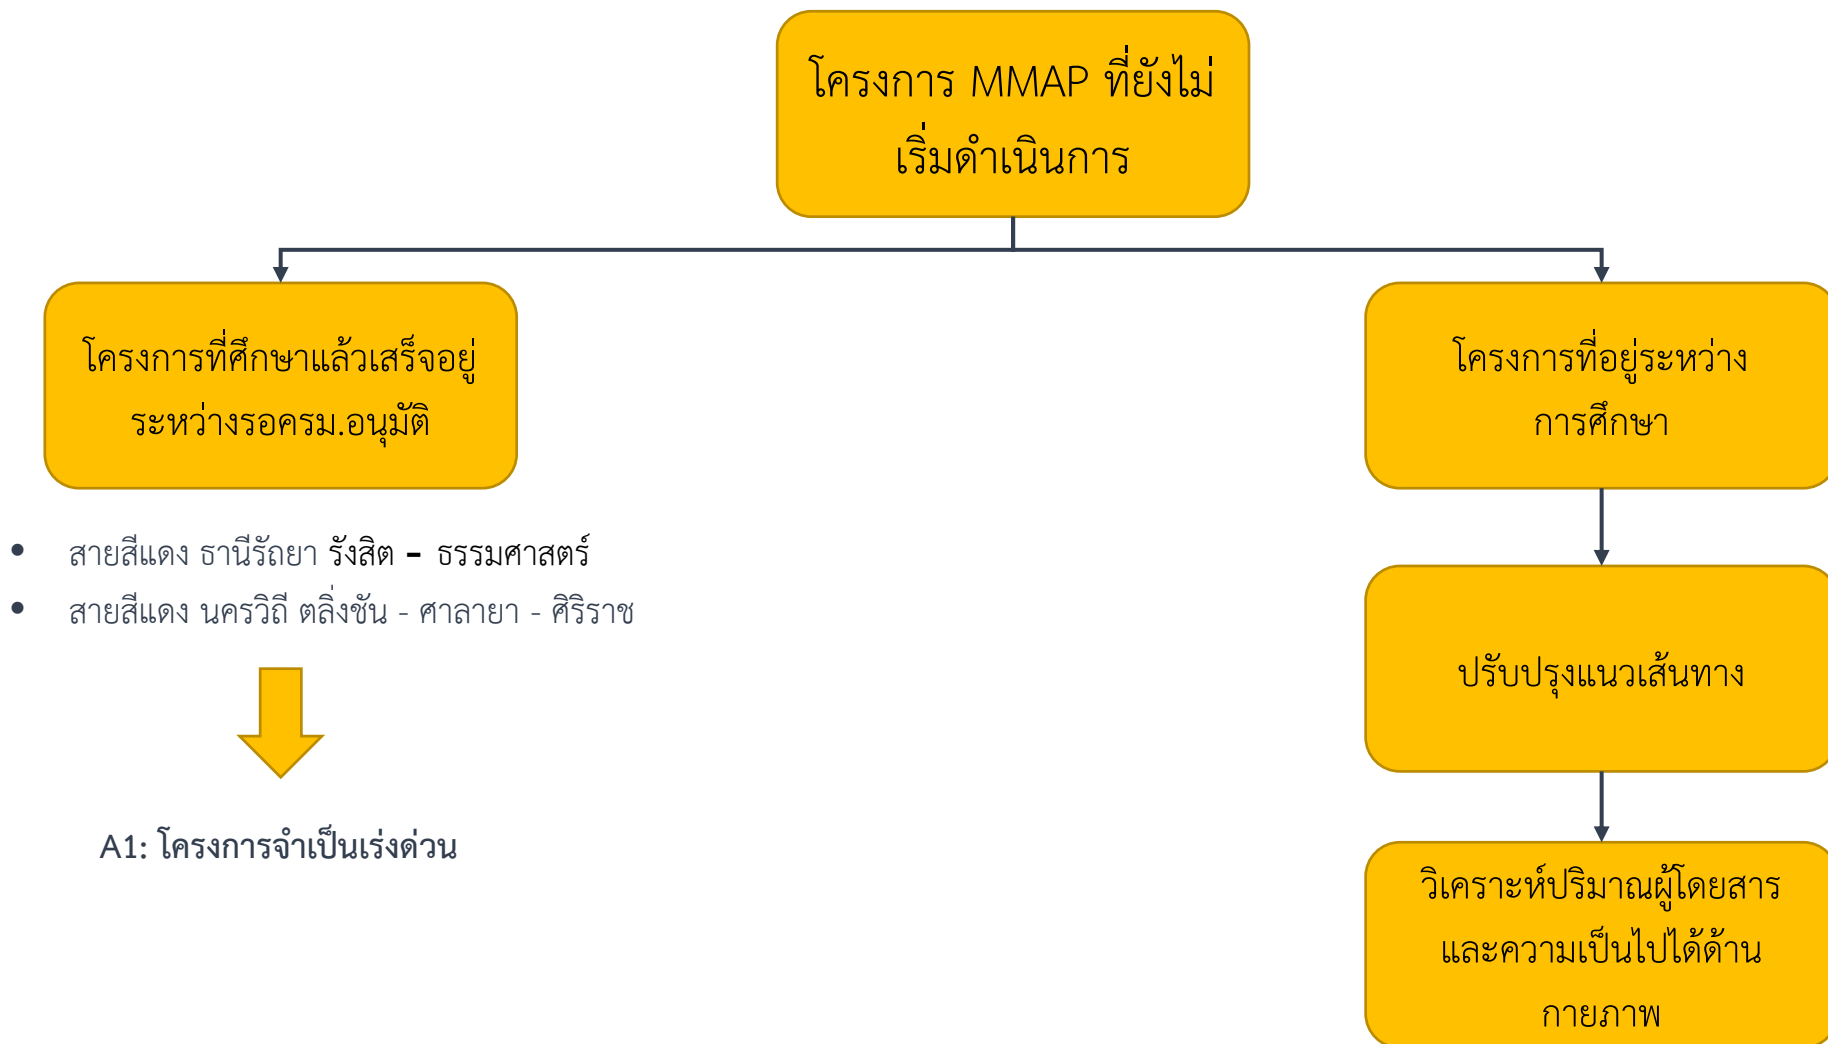 โครงการ MMAP ที่ยังไม่
เริ่มดำเนินการ
โครงการที่ศึกษาแล้วเสร็จอยู่
ระหว่างรอครม.อนุมัติ
• สายสีแดง ธานีรัถยา รังสิต – ธรรมศาสตร์
• สายสีแดง นครวิถี ตลิ่งชัน - ศาลายา - ศิริราช
A1: โครงการจำเป็นเร่งด่วน
โครงการที่อยู่ระหว่าง
การศึกษา
ปรับปรุงแนวเส้นทาง
วิเคราะห์ปริมาณผู้โดยสาร
และความเป็นไปได้ด้าน
กายภาพ